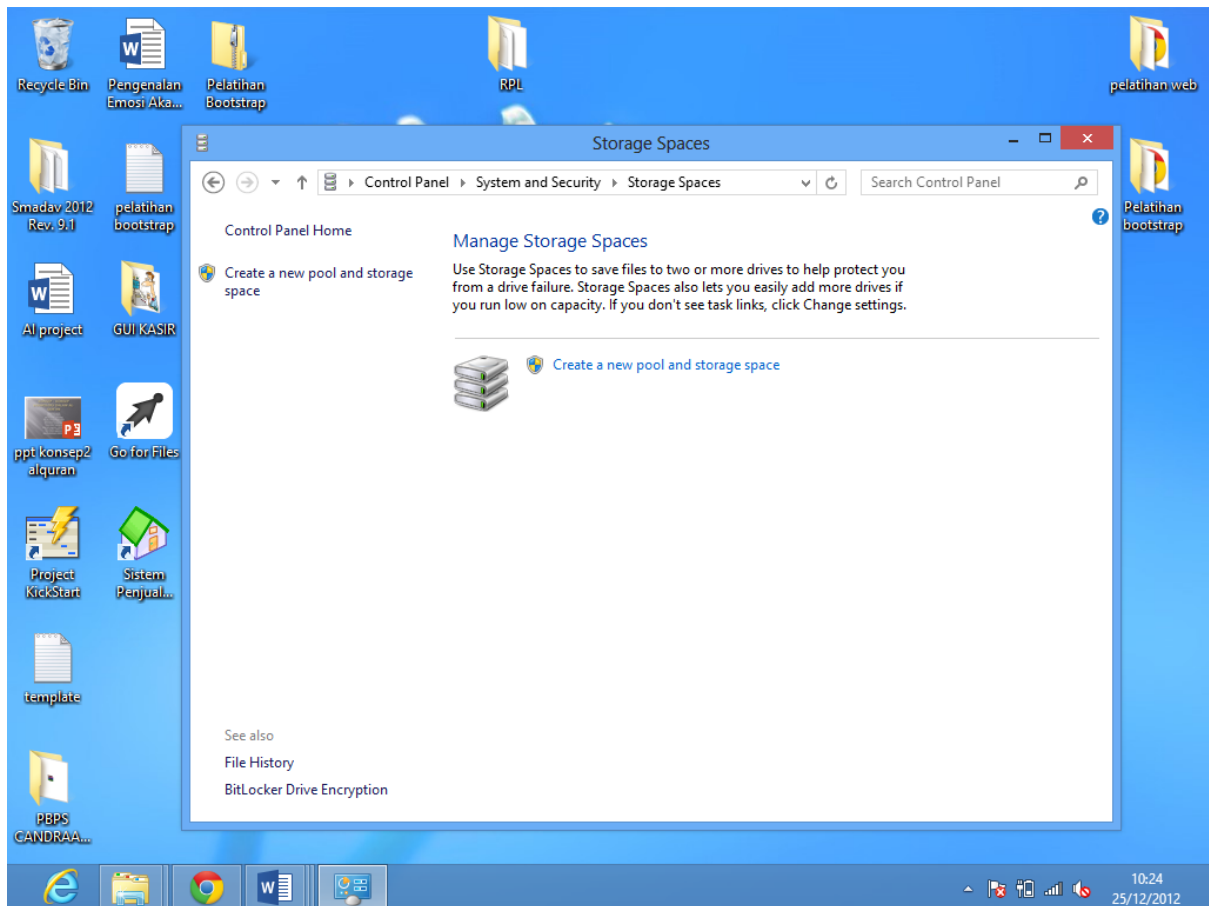 Recycle Bin
Pengenalan
Emosi Aka...
Pelatihan
Bootstrap
RPL
pelatihan web
Smadav 2012
Rev. 9.1
pelatihan
bootstrap
Pelatihan
bootstrap
AI project
GUI KASIR
ppt konsep2
alquran
Go for Files
Project
KickStart
Sistem
Penjual...
template
PBPS
CANDRAA...
Storage Spaces
Control Panel System and Security Storage Spaces
Search Control Panel
Control Panel Home
Create a new pool and storage
space
Manage Storage Spaces
Use Storage Spaces to save files to two or more drives to help protect you
from a drive failure. Storage Spaces also lets you easily add more drives if
you run low on capacity. If you don't see task links, click Change settings.
Create a new pool and storage space
See also
File History
BitLocker Drive Encryption
10:24
25/12/2012